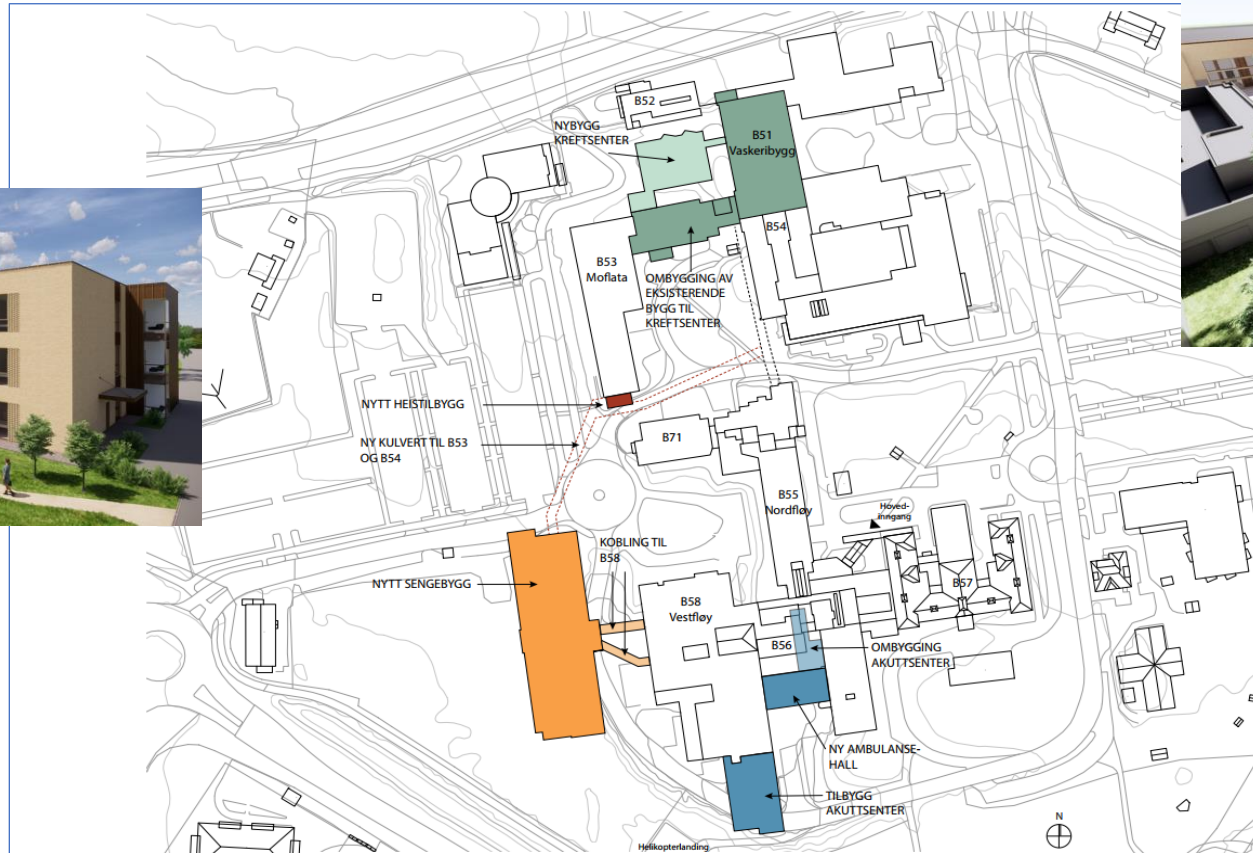 B52
NYBYGG
KREFTSENTER
B51
Vaskeribygg
B54
B53
Moflata
OMBYGGING AV
EKSISTERENDE
BYGG TIL
KREFTSENTER
NYTT HEISTILBYGG
NY KULVERT TIL B53
OG B54
B71
B55
Nordfløy
Hoved-
inngang
KOBLING TIL
B58
NYTT SENGEBYGG
B58
Vestfløy
B57
B56
OMBYGGING
AKUTTSENTER
NY AMBULANSE-
HALL
TILBYGG
AKUTTSENTER
N
Helikopterlanding